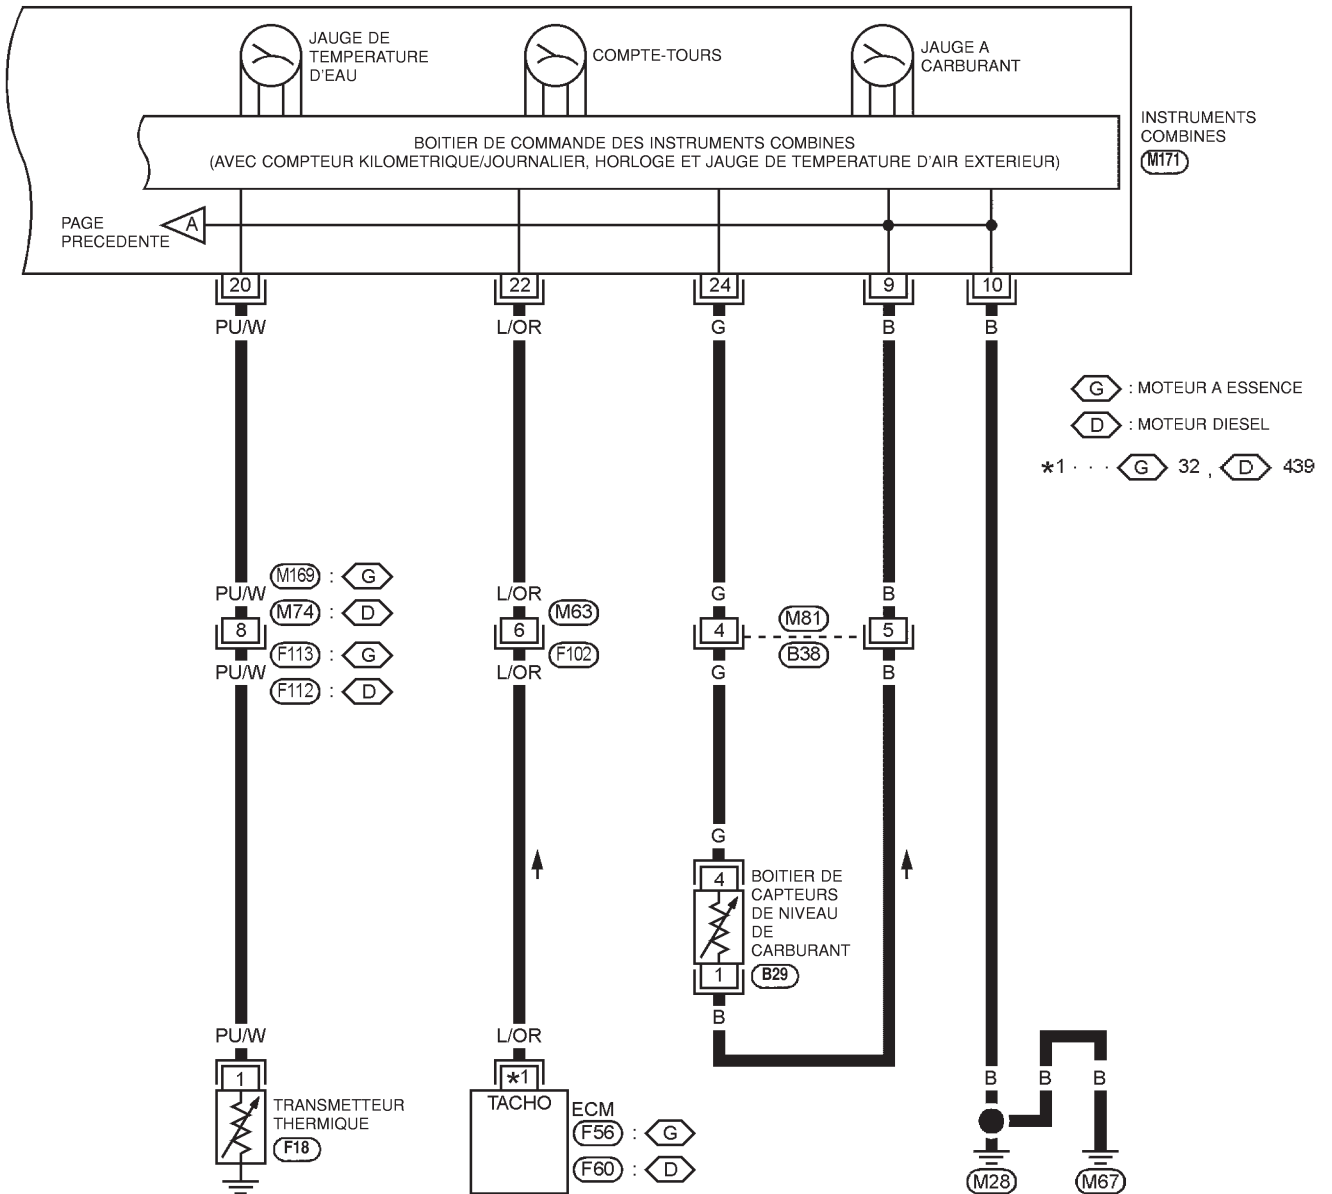 JAUGE DE
TEMPERATURE
D'EAU
COMPTE-TOURS
JAUGE A
CARBURANT
BOITIER DE COMMANDE DES INSTRUMENTS COMBINES
(AVEC COMPTEUR KILOMETRIQUE/JOURNALIER, HORLOGE ET JAUGE DE TEMPERATURE D'AIR EXTERIEUR)
INSTRUMENTS
COMBINES
M171
PAGE
PRECEDENTE
A
20
22
24
9
10
PU/W
L/OR
G
B
B
G : MOTEUR A ESSENCE
D : MOTEUR DIESEL
*1 · · · G 32 , D 439
PU/W
M169 : G
M74 : D
8
F113 : G
F112 : D
PU/W
L/OR
M63
6
F102
L/OR
G
4
G
M81
B38
B
5
B
G
4
BOITIER DE
CAPTEURS
DE NIVEAU
DE
CARBURANT
1
B29
B
PU/W
1
TRANSMETTEUR
THERMIQUE
F18
L/OR
*1
TACHO
ECM
F56 : G
F60 : D
B
B
B
M28
M67